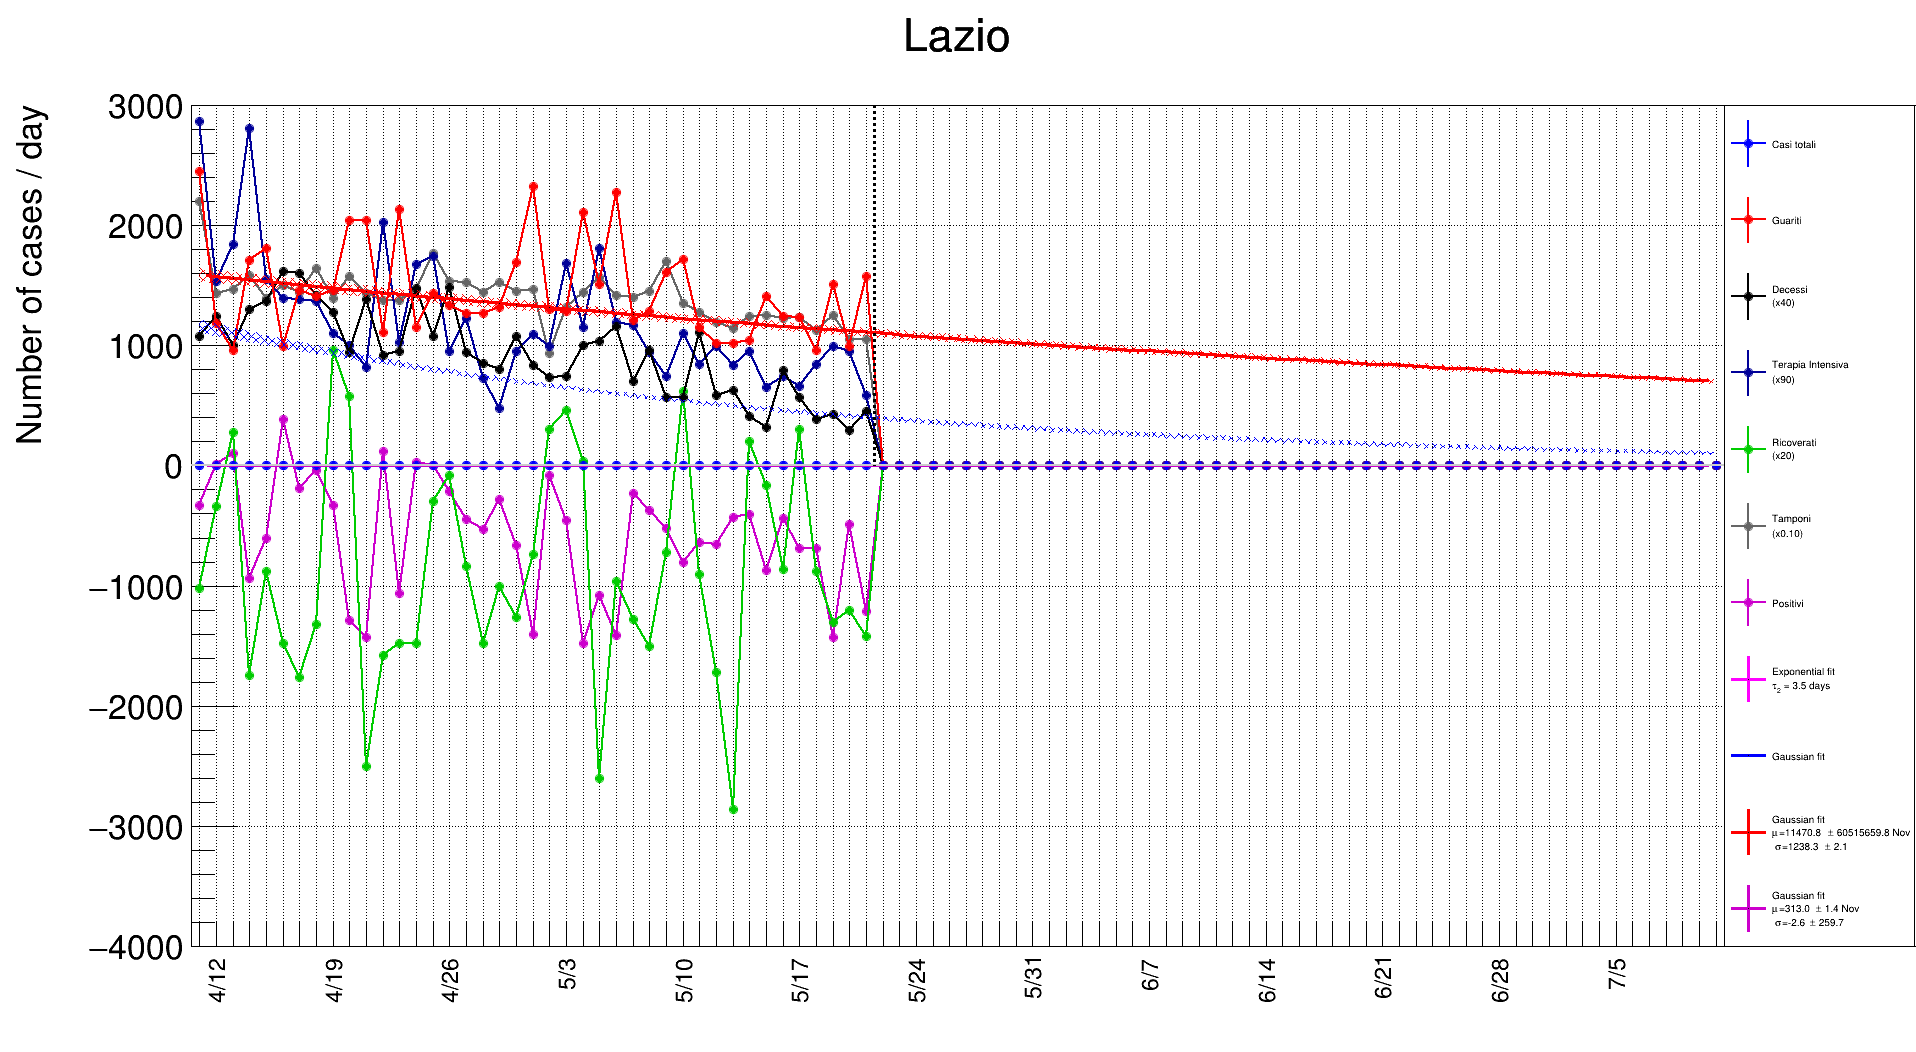 Lazio
Number of cases / day
3000
2000
1000
0
−1000
−2000
−3000
−4000
4/12
4/19
4/26
5/3
5/10
5/17
5/24
5/31
6/7
6/14
6/21
6/28
7/5
Casi totali
Guariti
Decessi
(x40)
Terapia Intensiva
(x90)
Ricoverati
(x20)
Tamponi
(x0.10)
Positivi
Exponential fit
τ2 = 3.5 days
Gaussian fit
Gaussian fit
μ=11470.8 ± 60515659.8 Nov
σ=1238.3 ± 2.1
Gaussian fit
μ=313.0 ± 1.4 Nov
σ=-2.6 ± 259.7